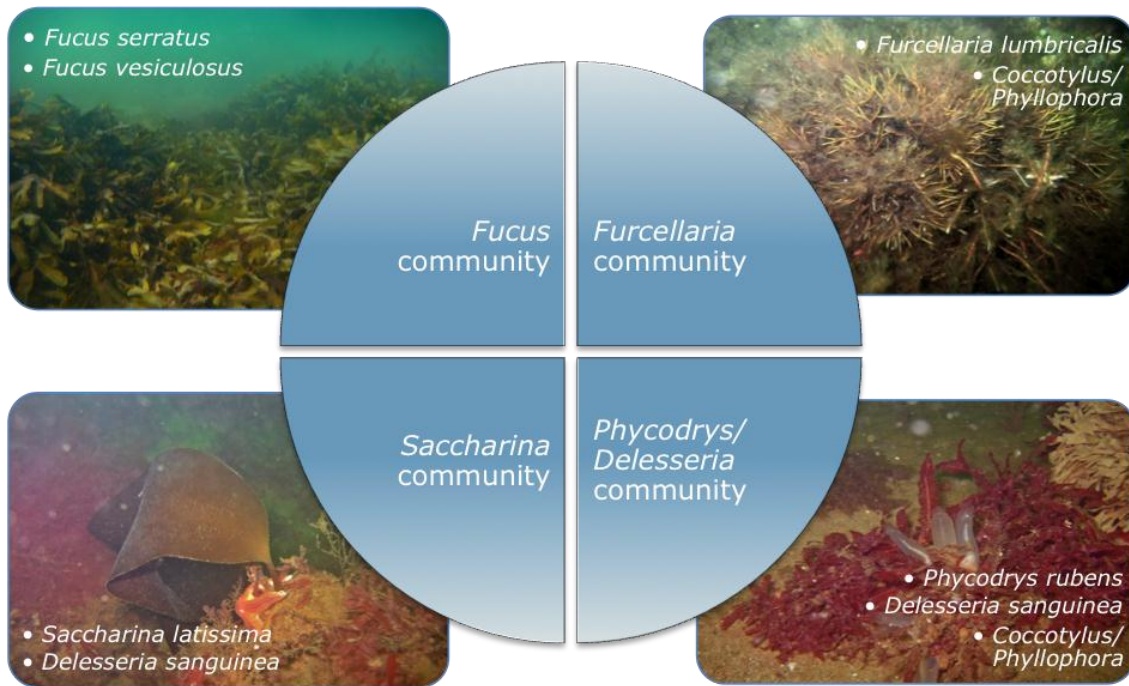 • Fucus serratus
• Fucus vesiculosus
• Furcellaria lumbricalis
• Coccotylus/
Phyllophora
Fucus
community
Furcellaria
community
Saccharina
community
Phycodrys/
Delesseria
community
• Saccharina latissima
• Delesseria sanguinea
• Phycodrys rubens
• Delesseria sanguinea
• Coccotylus/
Phyllophora